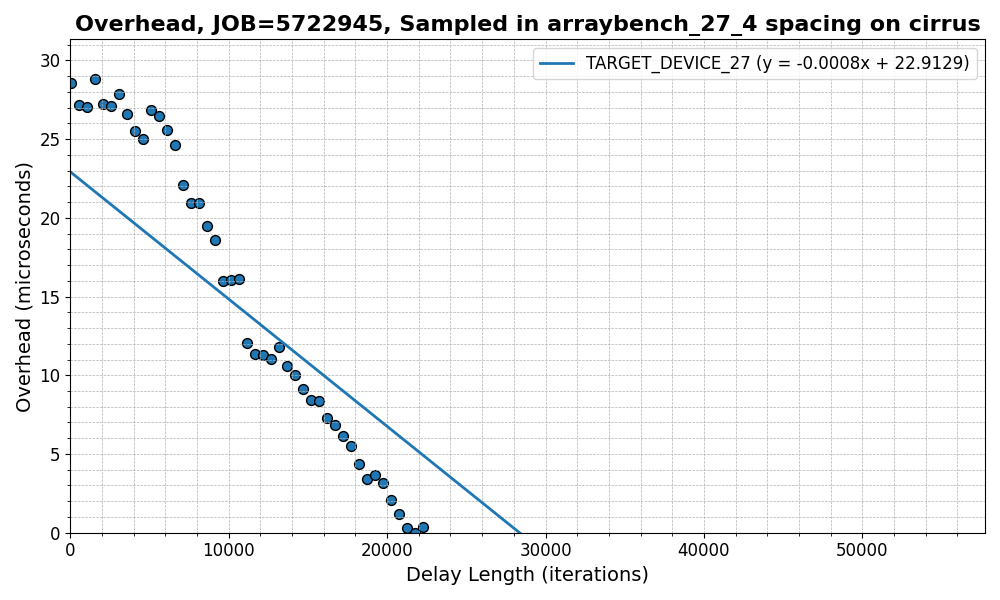 Overhead, JOB=5722945, Sampled in arraybench_27_4 spacing on cirrus
TARGET_DEVICE_27 (y = -0.0008x + 22.9129)
Overhead (microseconds)
30
25
20
15
10
5
0
0 10000 20000 30000 40000 50000
Delay Length (iterations)